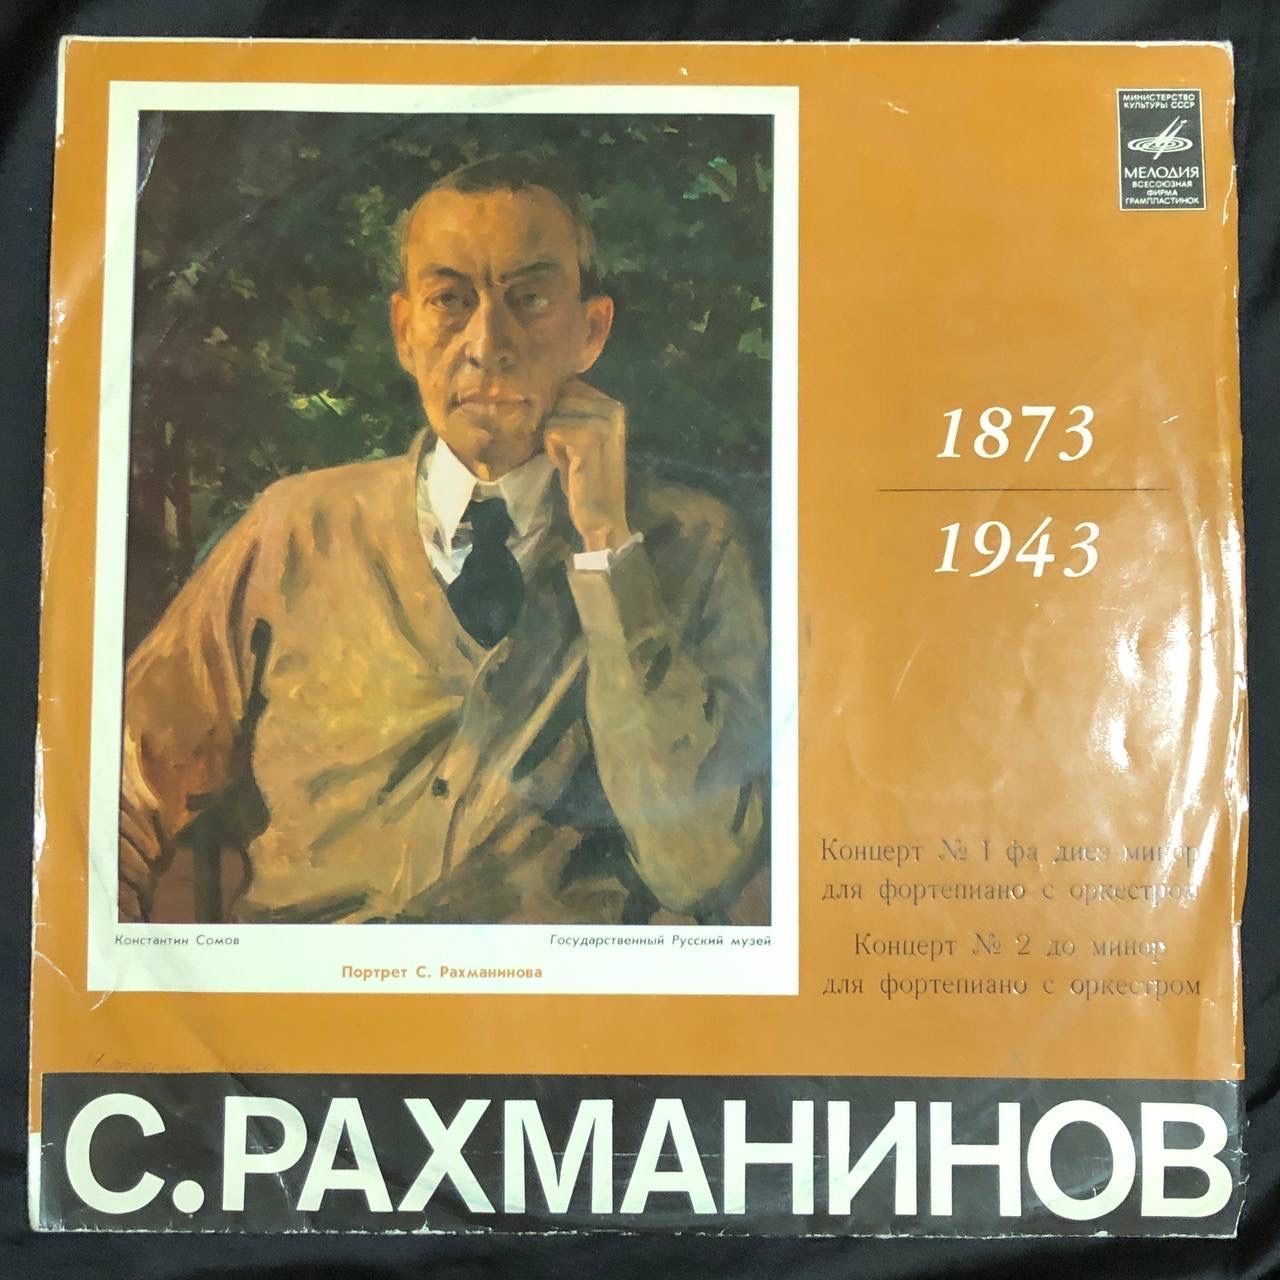 МИНИСТЕРСТВО
КУЛЬТУРЫ СССР
МЕЛОДИЯ
ВСЕСОЮЗНАЯ
ФИРМА
ГРАМПЛАСТИНОК
1873
1943
Концерт № 1 фа диез минор
для фортепиано с оркестром
Концерт № 2 до минор
для фортепиано с оркестром
Константин Сомов Государственный Русский музей
Портрет С. Рахманинова
С.РАХМАНИНОВ